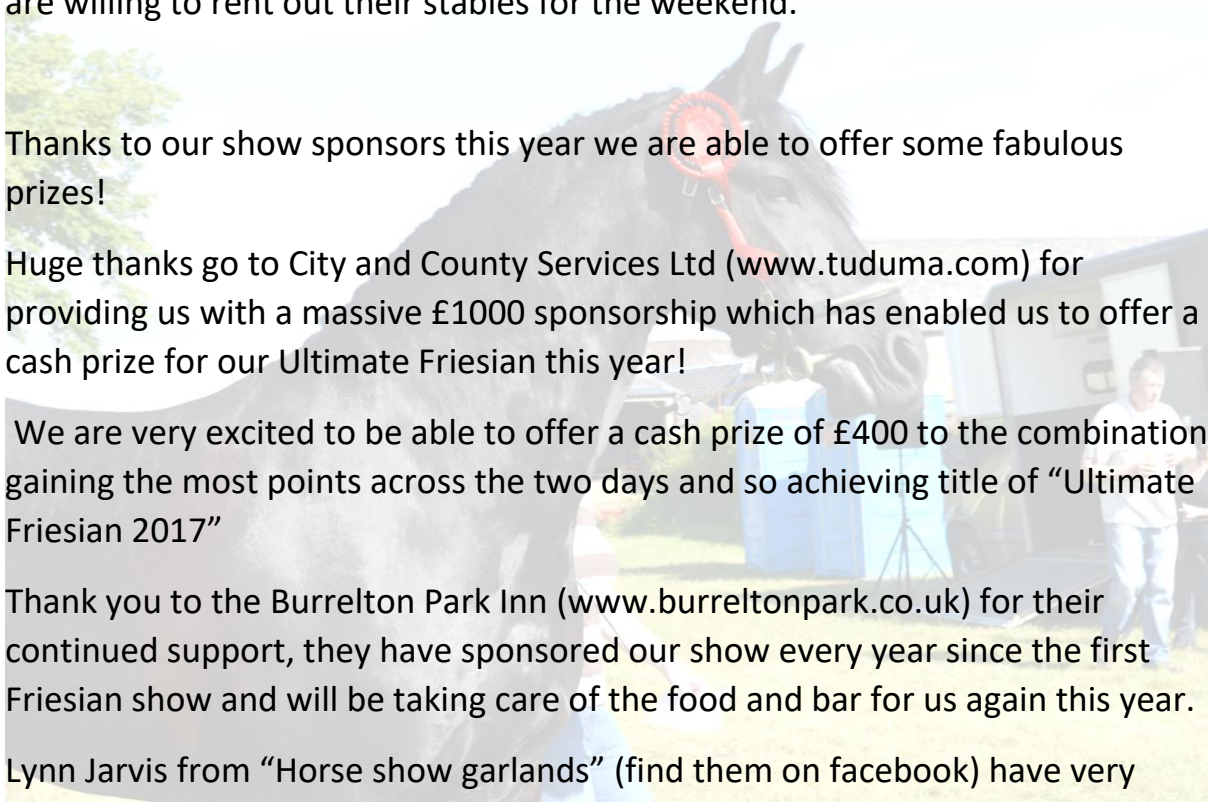 are willing to rent out their stables for the weekend.
Thanks to our show sponsors this year we are able to offer some fabulous
prizes!
Huge thanks go to City and County Services Ltd (www.tuduma.com) for
providing us with a massive £1000 sponsorship which has enabled us to offer a
cash prize for our Ultimate Friesian this year!
We are very excited to be able to offer a cash prize of £400 to the combination
gaining the most points across the two days and so achieving title of “Ultimate
Friesian 2017”
Thank you to the Burrelton Park Inn (www.burreltonpark.co.uk) for their
continued support, they have sponsored our show every year since the first
Friesian show and will be taking care of the food and bar for us again this year.
Lynn Jarvis from “Horse show garlands” (find them on facebook) have very